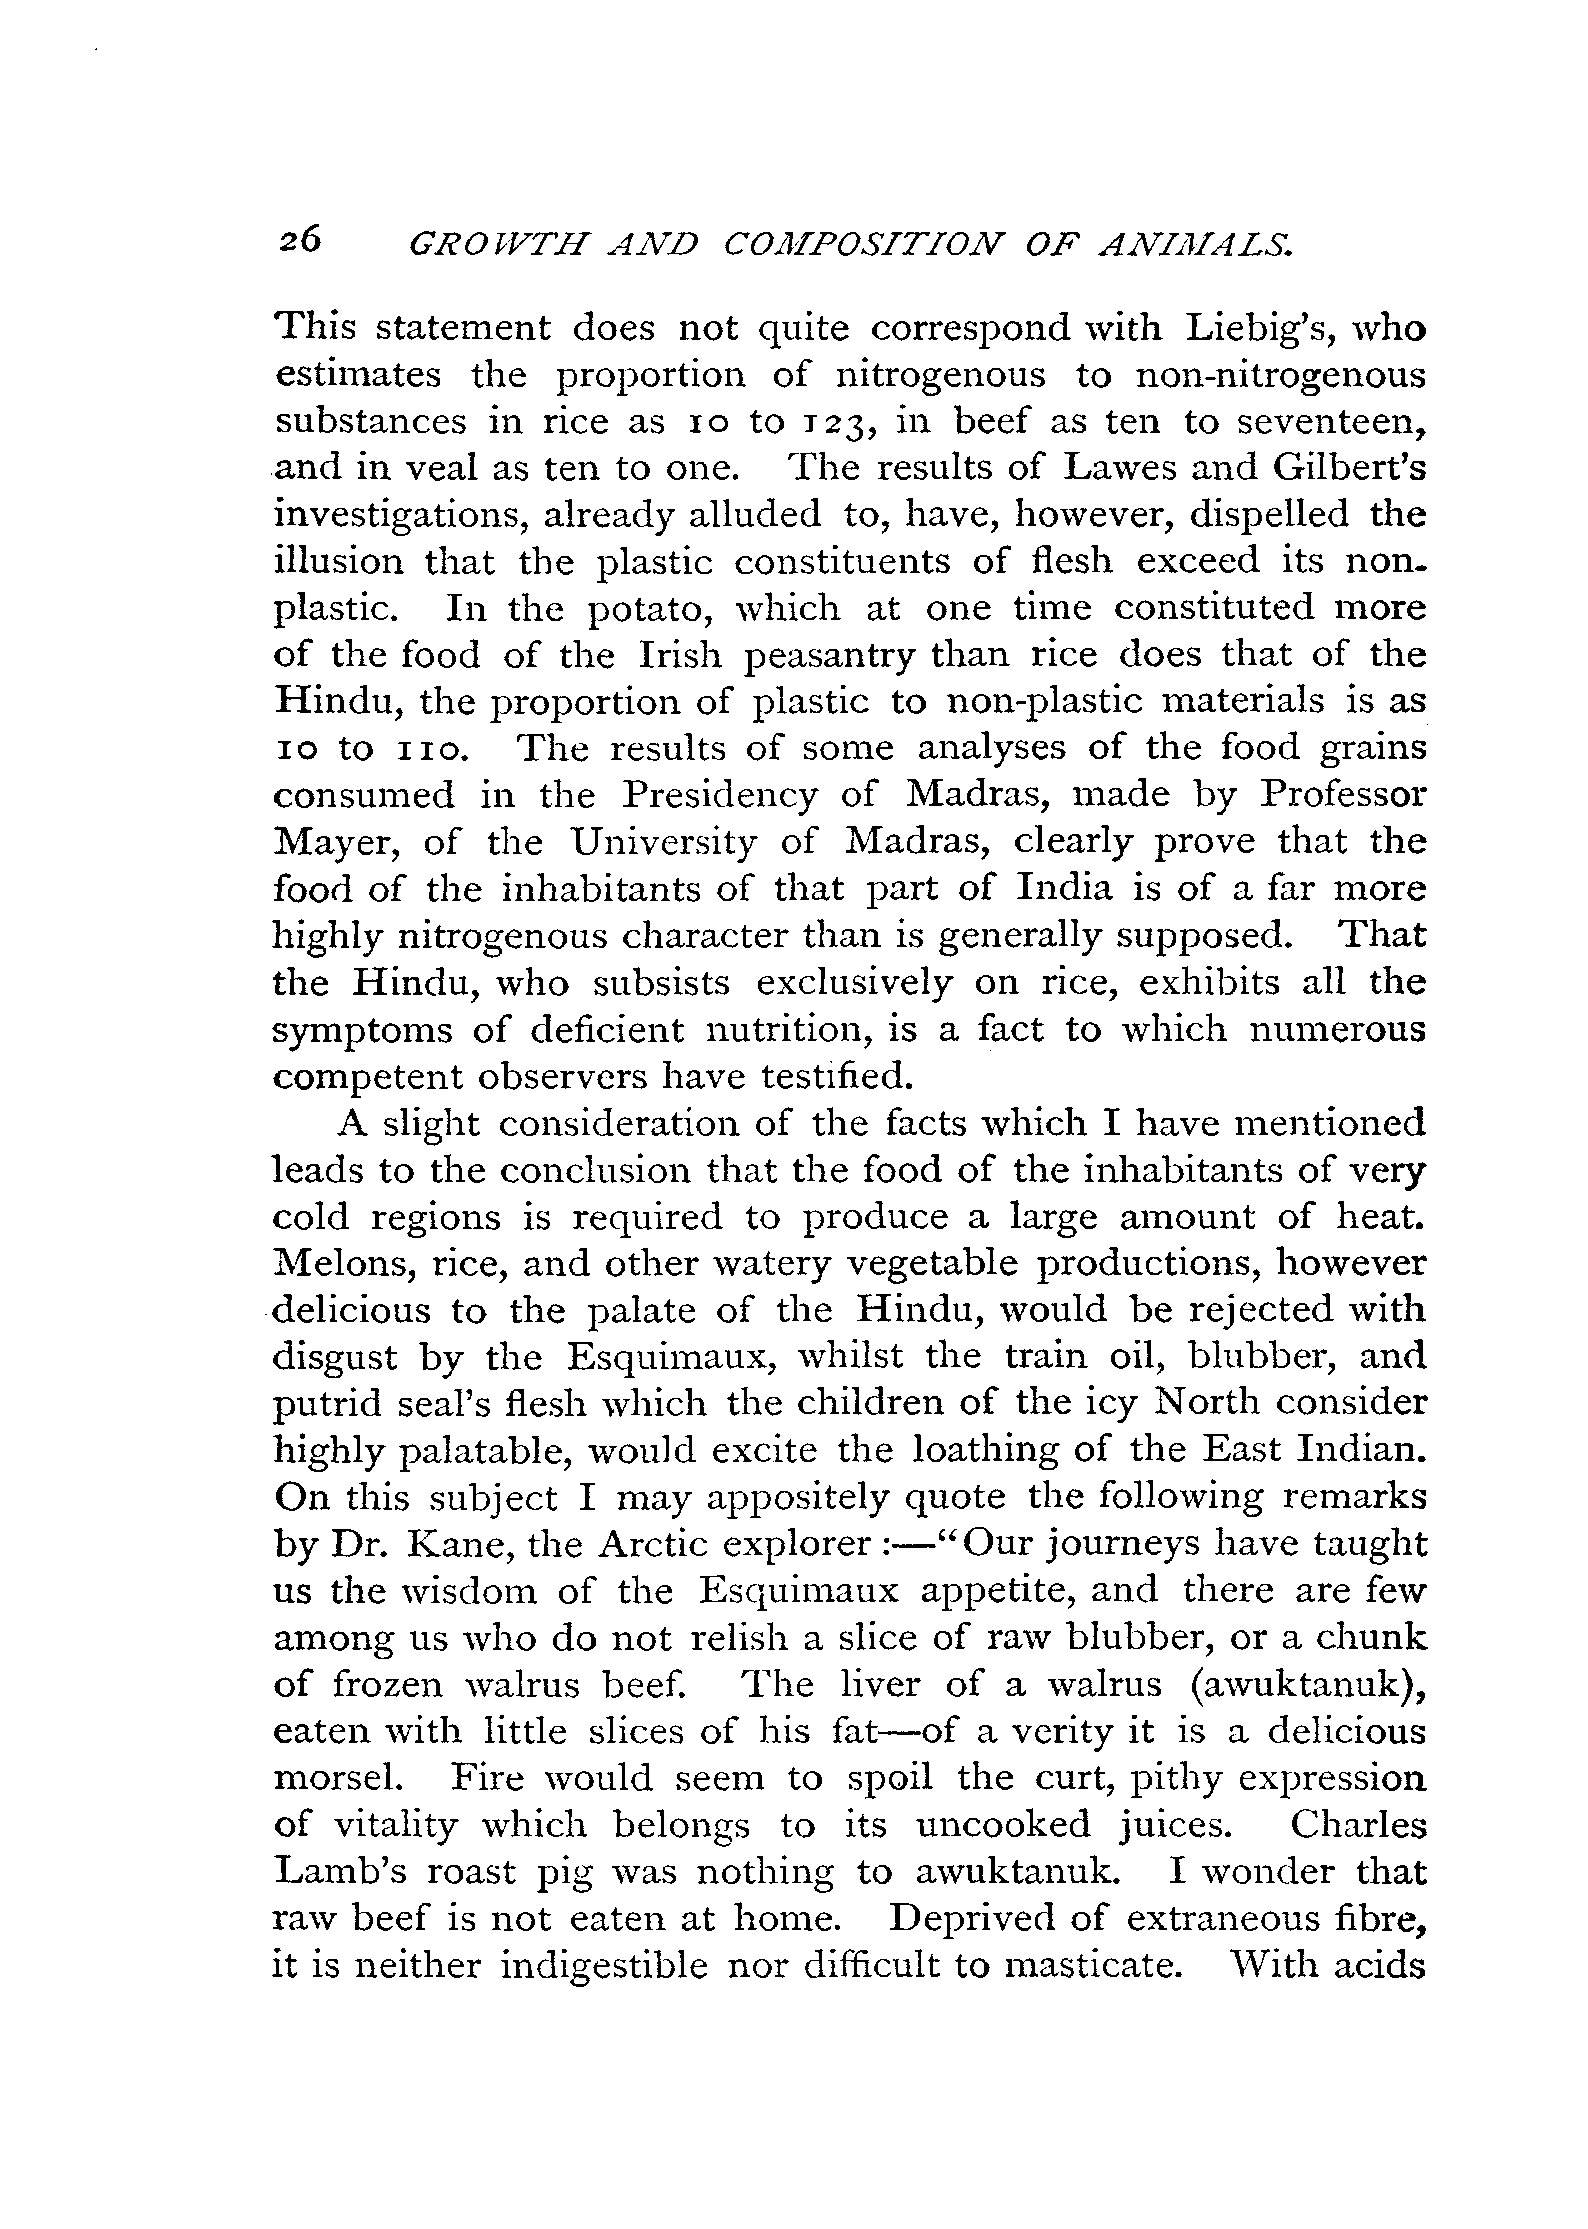 26 GROWTH AND COMPOSITION OF ANIMALS.
This statement does not quite correspond with Liebig's, who
estimates the proportion of nitrogenous to non-nitrogenous
substances in rice as 10 to 123, in beef as ten to seventeen,
and in veal as ten to one. The results of Lawes and Gilbert's
investigations, already alluded to, have, however, dispelled the
illusion that the plastic constituents of flesh exceed its non-
plastic. In the potato, which at one time constituted more
of the food of the Irish peasantry than rice does that of the
Hindu, the proportion of plastic to non-plastic materials is as
10 to 110. The results of some analyses of the food grains
consumed in the Presidency of Madras, made by Professor
Mayer, of the University of Madras, clearly prove that the
food of the inhabitants of that part of India is of a far more
highly nitrogenous character than is generally supposed. That
the Hindu, who subsists exclusively on rice, exhibits all the
symptoms of deficient nutrition, is a fact to which numerous
competent observers have testified.
A slight consideration of the facts which I have mentioned
leads to the conclusion that the food of the inhabitants of very
cold regions is required to produce a large amount of heat.
Melons, rice, and other watery vegetable productions, however
delicious to the palate of the Hindu, would be rejected with
disgust by the Esquimaux, whilst the train oil, blubber, and
putrid seal's flesh which the children of the icy North consider
highly palatable, would excite the loathing of the East Indian.
On this subject I may appositely quote the following remarks
by Dr. Kane, the Arctic explorer :—“Our journeys have taught
us the wisdom of the Esquimaux appetite, and there are few
among us who do not relish a slice of raw blubber, or a chunk
of frozen walrus beef. The liver of a walrus (awuktanuk),
eaten with little slices of his fat—of a verity it is a delicious
morsel. Fire would seem to spoil the curt, pithy expression
of vitality which belongs to its uncooked juices. Charles
Lamb's roast pig was nothing to awuktanuk. I wonder that
raw beef is not eaten at home. Deprived of extraneous fibre,
it is neither indigestible nor difficult to masticate. With acids